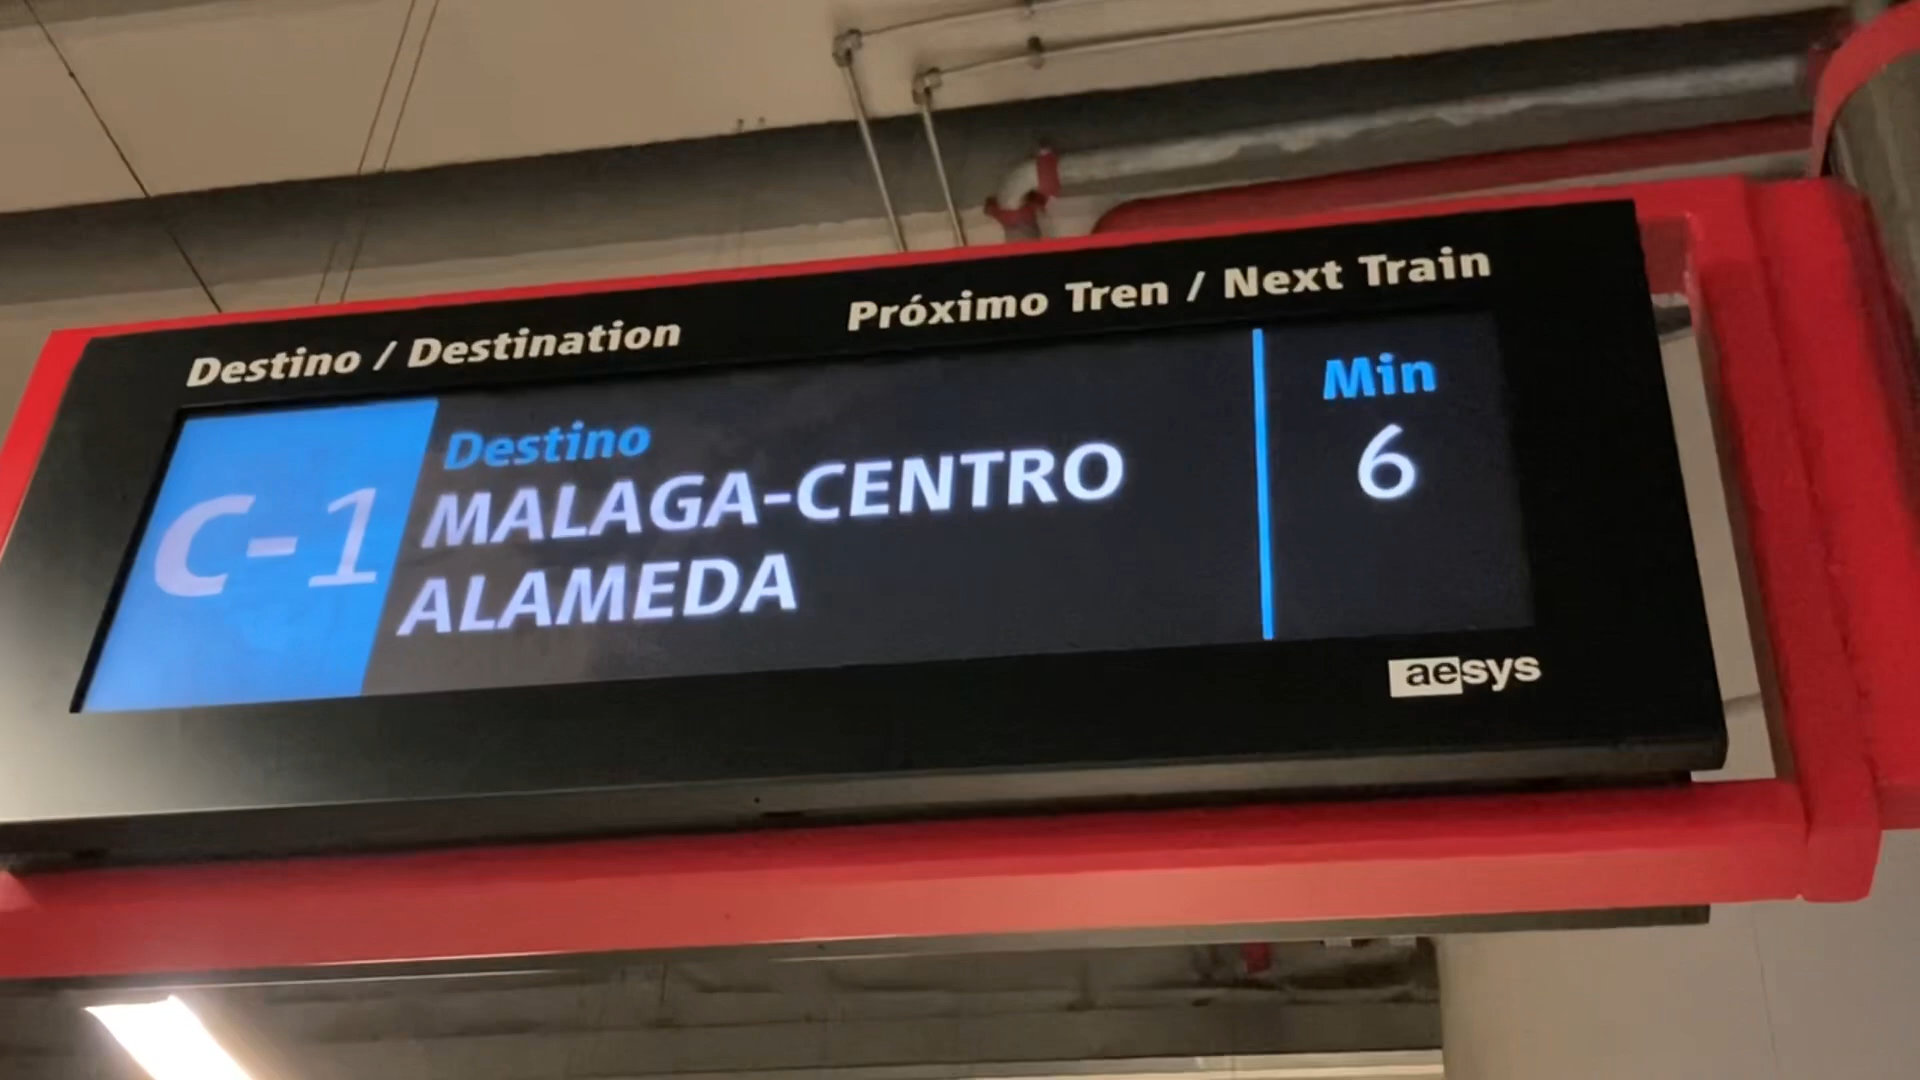 Destino / Destination
Próximo Tren / Next Train
C-1
Destino
MALAGA-CENTRO
ALAMEDA
Min
6
aesys